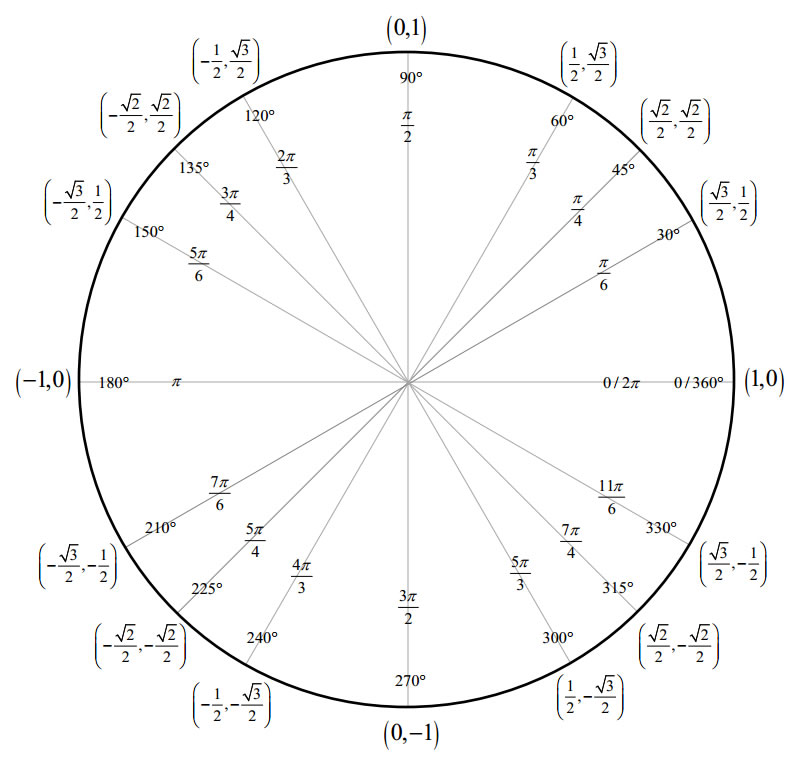 (0,1)
(-1/2, √3/2)
(1/2, √3/2)
90°
(-√2/2, √2/2)
120°
60°
(√2/2, √2/2)
π/2
135°
2π/3
π/3
45°
(-√3/2, 1/2)
3π/4
π/4
(√3/2, 1/2)
150°
30°
5π/6
π/6
(-1,0)
180°
π
0/2π
0/360°
(1,0)
7π/6
11π/6
210°
330°
5π/4
7π/4
(-√3/2, -1/2)
(√3/2, -1/2)
4π/3
5π/3
225°
315°
3π/2
(-√2/2, -√2/2)
240°
300°
(√2/2, -√2/2)
270°
(-1/2, -√3/2)
(1/2, -√3/2)
(0,-1)